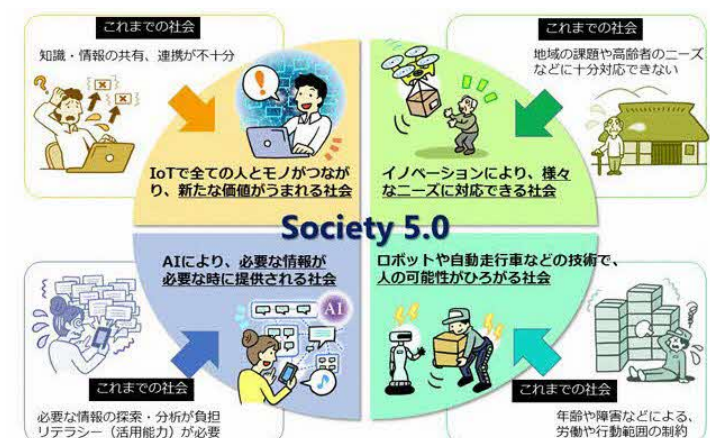 これまでの社会
知識・情報の共有、連携が不十分
IoTで全ての人とモノがつなが
り、新たな価値がうまれる社会
これまでの社会
地域の課題や高齢者のニーズ
などに十分対応できない
イノベーションにより、様々
なニーズに対応できる社会
Society 5.0
AIにより、必要な情報が
必要な時に提供される社会
AI
これまでの社会
必要な情報の探索・分析が負担
リテラシー（活用能力）が必要
ロボットや自動走行車などの技術で、
人の可能性がひろがる社会
これまでの社会
年齢や障害などによる、
労働や行動範囲の制約